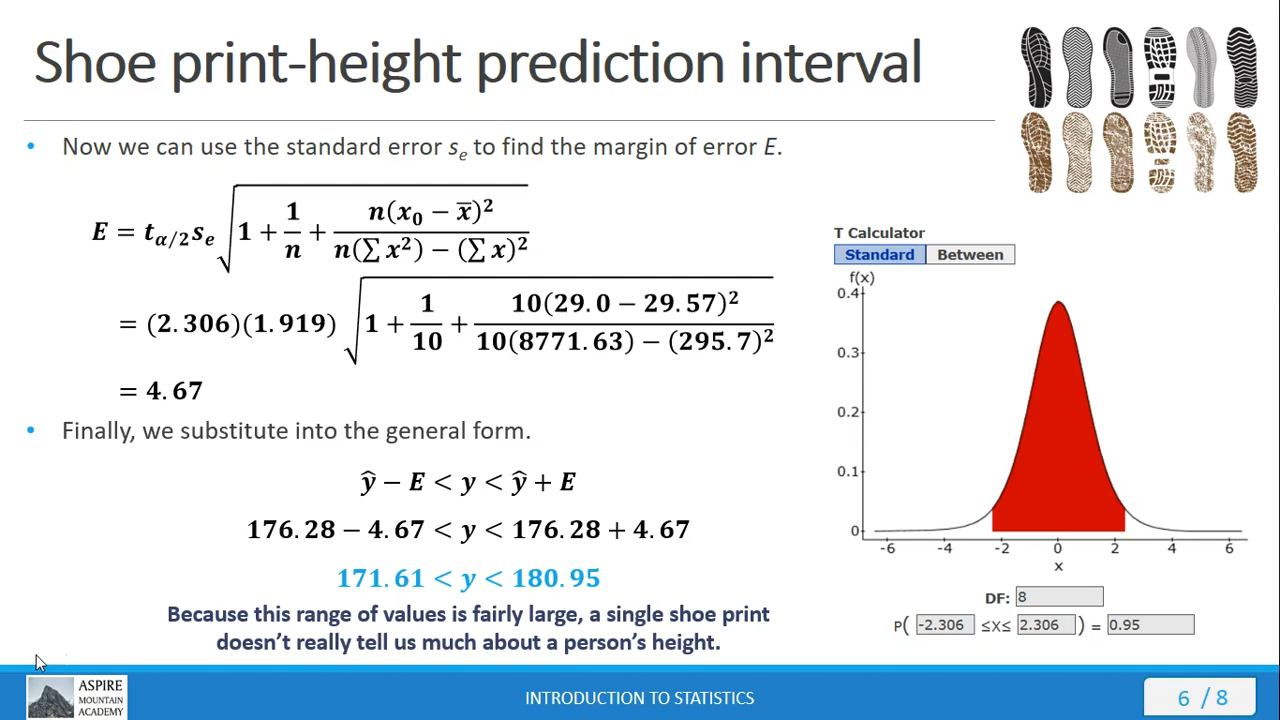 Shoe print-height prediction interval
• Now we can use the standard error sₑ to find the margin of error E.
E = t_{α/2} sₑ √(1 + 1/n + n(x₀ − x̄)² / (n(∑ x²) − (∑ x)²))
= (2.306)(1.919) √(1 + 1/10 + 10(29.0 − 29.57)² / (10(8771.63) − (295.7)²))
= 4.67
• Finally, we substitute into the general form.
ŷ − E < y < ŷ + E
176.28 − 4.67 < y < 176.28 + 4.67
171.61 < y < 180.95
Because this range of values is fairly large, a single shoe print
doesn't really tell us much about a person's height.
T Calculator
Standard Between
f(x)
0.4
0.3
0.2
0.1
0
-6 -4 -2 0 2 4 6
x
DF: 8
P( -2.306 ≤X≤ 2.306 ) = 0.95
ASPIRE
MOUNTAIN
ACADEMY
INTRODUCTION TO STATISTICS
6 / 8